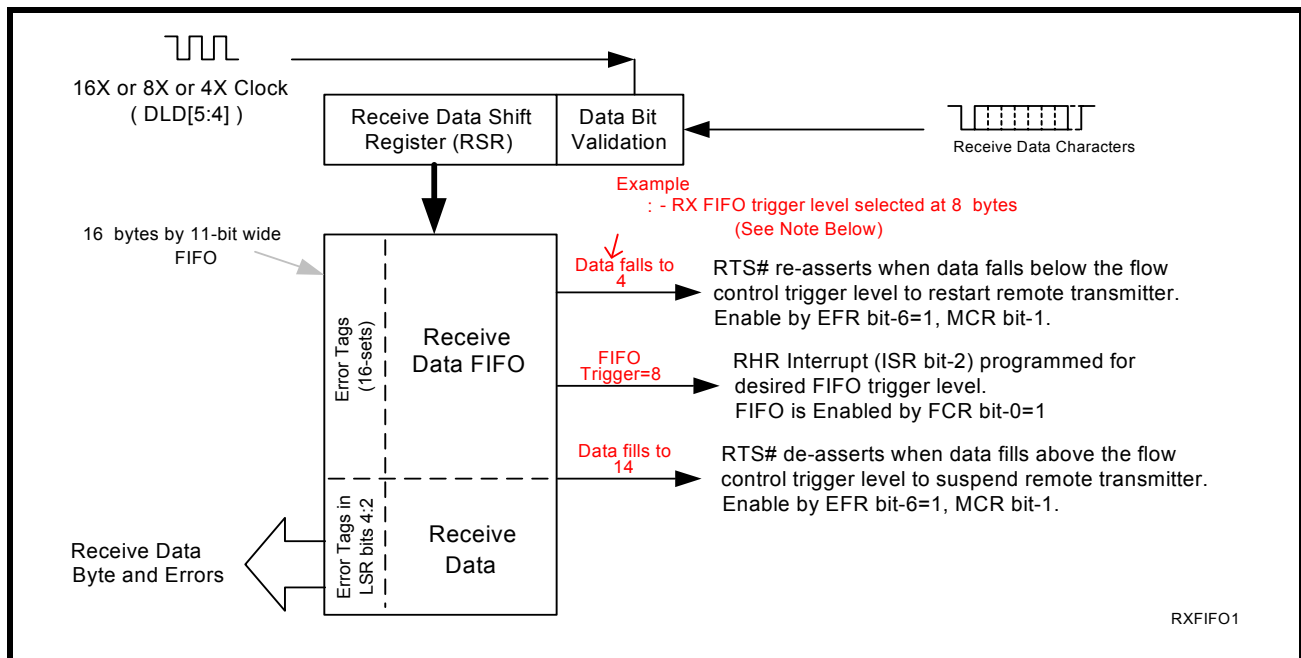 16X or 8X or 4X Clock
( DLD[5:4] )
Receive Data Shift
Register (RSR)
Data Bit
Validation
Receive Data Characters
Example
: - RX FIFO trigger level selected at 8 bytes
(See Note Below)
16 bytes by 11-bit wide
FIFO
Data falls to
4
RTS# re-asserts when data falls below the flow
control trigger level to restart remote transmitter.
Enable by EFR bit-6=1, MCR bit-1.
Error Tags
(16-sets)
Receive
Data FIFO
FIFO
Trigger=8
RHR Interrupt (ISR bit-2) programmed for
desired FIFO trigger level.
FIFO is Enabled by FCR bit-0=1
Data fills to
14
RTS# de-asserts when data fills above the flow
control trigger level to suspend remote transmitter.
Enable by EFR bit-6=1, MCR bit-1.
Error Tags in
LSR bits 4:2
Receive
Data
Receive Data
Byte and Errors
RXFIFO1